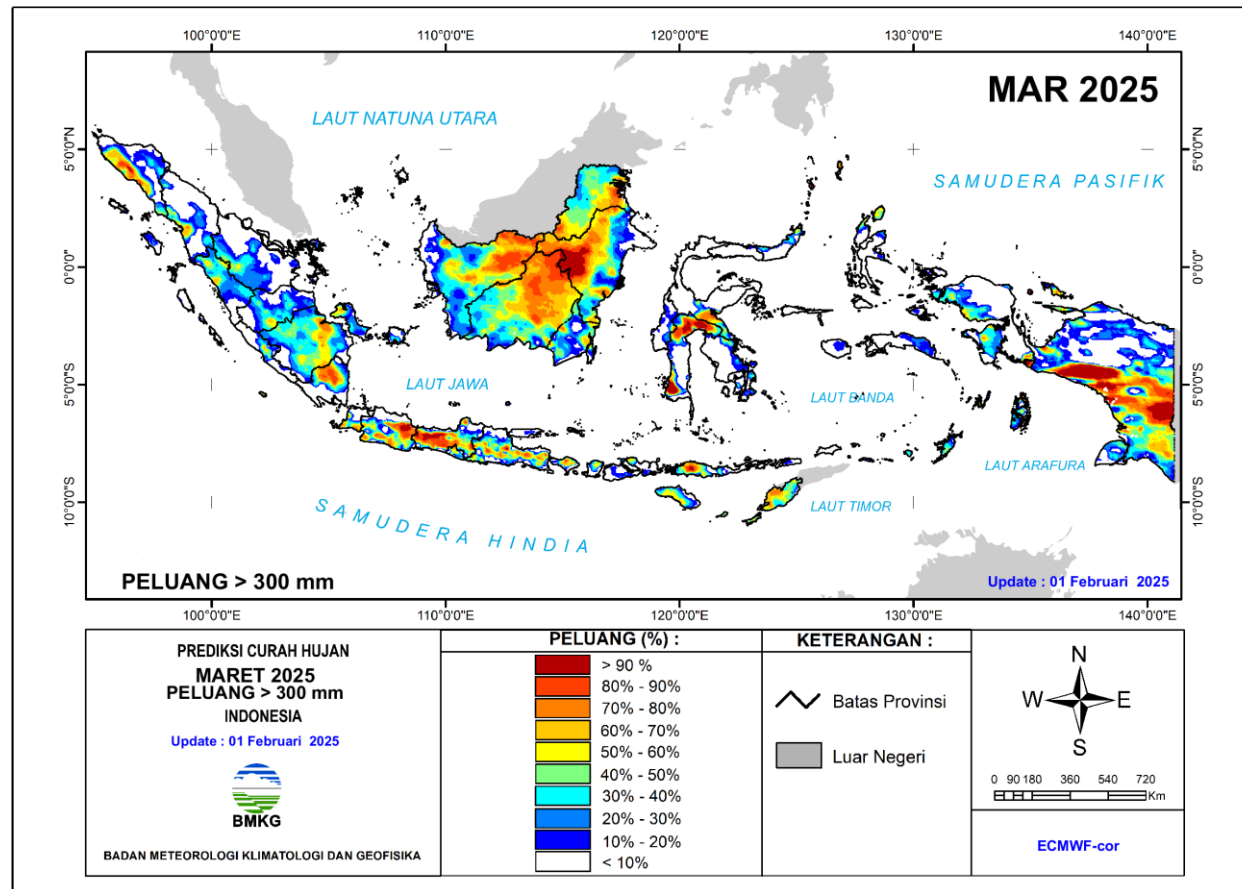 100°0'0"E 110°0'0"E 120°0'0"E 130°0'0"E 140°0'0"E
MAR 2025
LAUT NATUNA UTARA
5°0'0"N 5°0'0"N
SAMUDERA PASIFIK
0°0'0" 0°0'0"
LAUT JAWA
LAUT BANDA
5°0'0"S 5°0'0"S
LAUT ARAFURA
10°0'0"S 10°0'0"S
LAUT TIMOR
SAMUDERA HINDIA
PELUANG > 300 mm
Update : 01 Februari 2025
100°0'0"E 110°0'0"E 120°0'0"E 130°0'0"E 140°0'0"E
PREDIKSI CURAH HUJAN
MARET 2025
PELUANG > 300 mm
INDONESIA
Update : 01 Februari 2025
BMKG
BADAN METEOROLOGI KLIMATOLOGI DAN GEOFISIKA
PELUANG (%) :
> 90 %
80% - 90%
70% - 80%
60% - 70%
50% - 60%
40% - 50%
30% - 40%
20% - 30%
10% - 20%
< 10%
KETERANGAN :
Batas Provinsi
Luar Negeri
N
W E
S
0 90 180 360 540 720
Km
ECMWF-cor